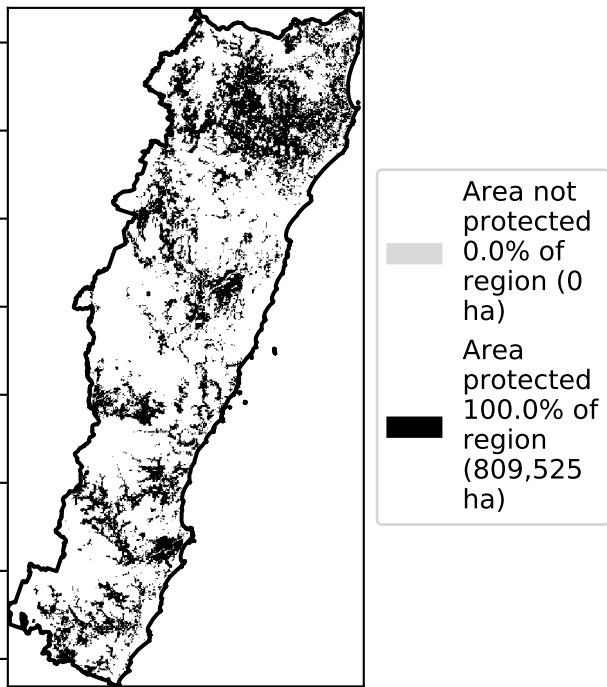 Area not
protected
0.0% of
region (0
ha)
Area
protected
100.0% of
region
(809,525
ha)